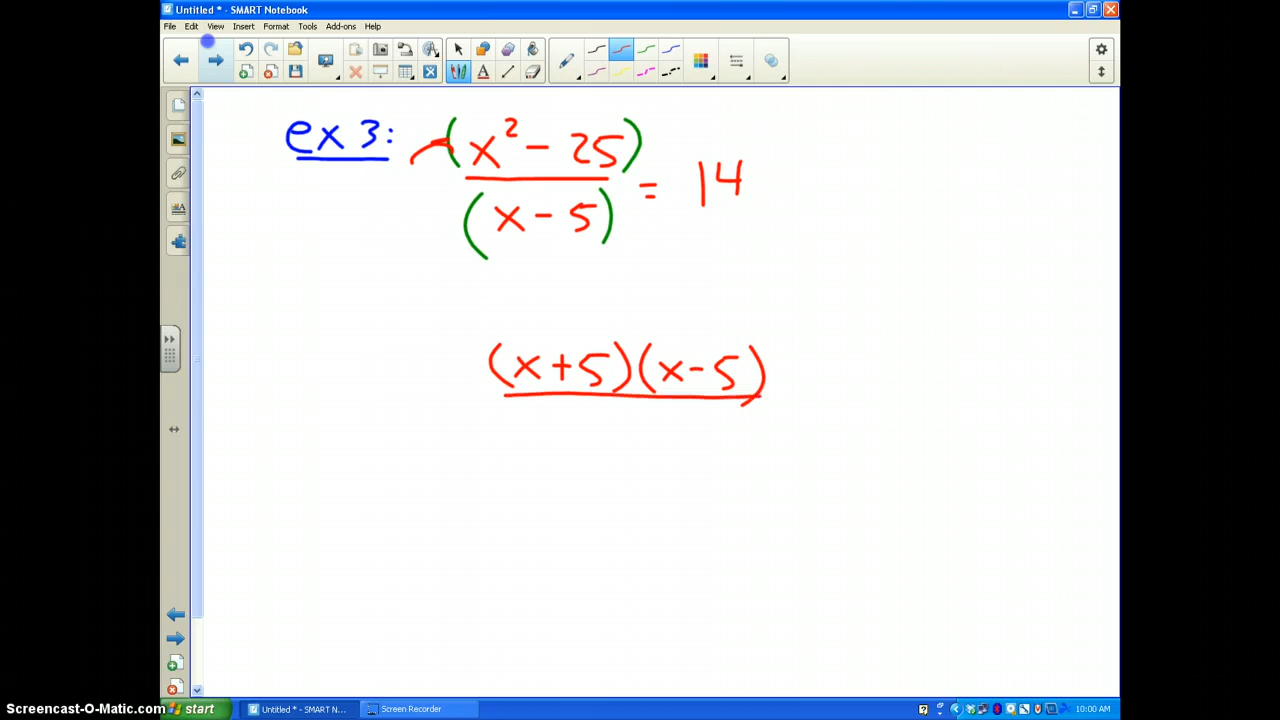 Untitled * - SMART Notebook
File Edit View Insert Format Tools Add-ons Help
ex 3: (x² - 25)
(x - 5)
= 14
(x + 5)(x - 5)
Screencast-O-Matic.com
start
Untitled * - SMART N...
Screen Recorder
10:00 AM